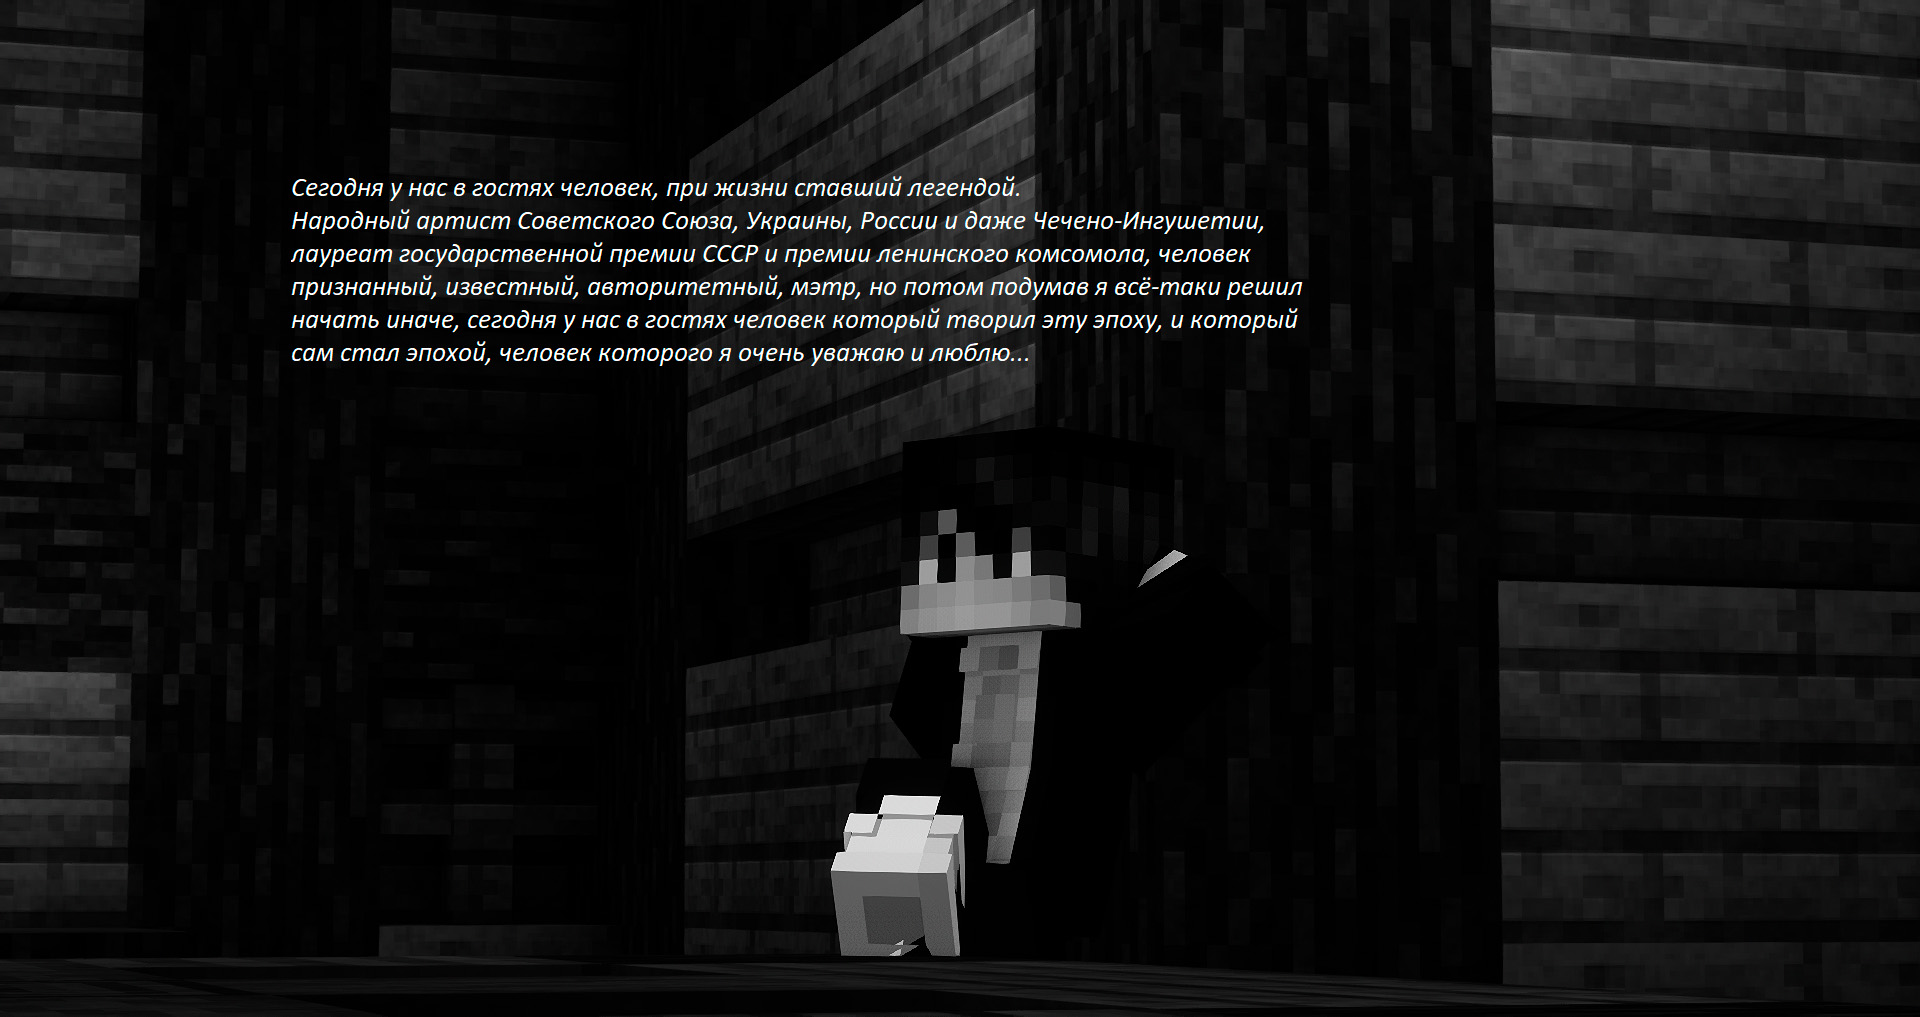 Сегодня у нас в гостях человек, при жизни ставший легендой.
Народный артист Советского Союза, Украины, России и даже Чечено-Ингушетии,
лауреат государственной премии СССР и премии ленинского комсомола, человек
признанный, известный, авторитетный, мэтр, но потом подумав я всё-таки решил
начать иначе, сегодня у нас в гостях человек который творил эту эпоху, и который
сам стал эпохой, человек которого я очень уважаю и люблю...